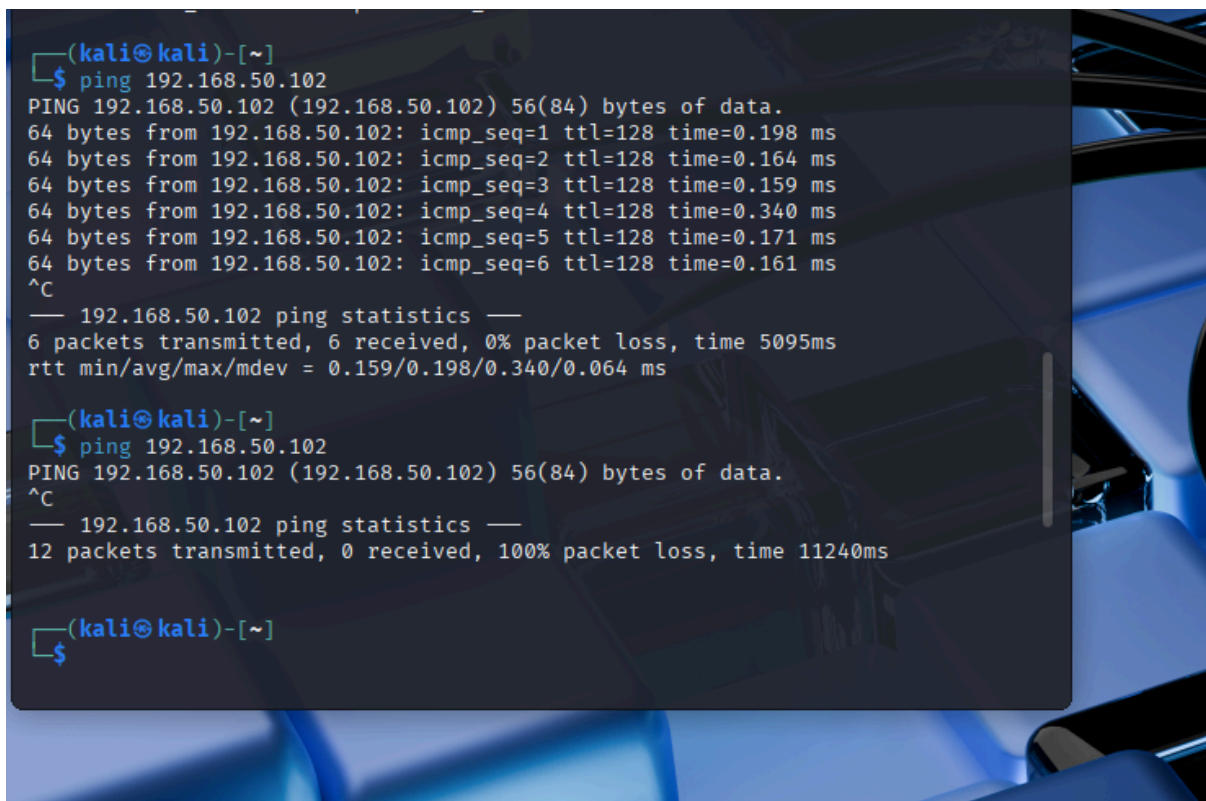 ┌──(kali㉿kali)-[~]
└─$ ping 192.168.50.102
PING 192.168.50.102 (192.168.50.102) 56(84) bytes of data.
64 bytes from 192.168.50.102: icmp_seq=1 ttl=128 time=0.198 ms
64 bytes from 192.168.50.102: icmp_seq=2 ttl=128 time=0.164 ms
64 bytes from 192.168.50.102: icmp_seq=3 ttl=128 time=0.159 ms
64 bytes from 192.168.50.102: icmp_seq=4 ttl=128 time=0.340 ms
64 bytes from 192.168.50.102: icmp_seq=5 ttl=128 time=0.171 ms
64 bytes from 192.168.50.102: icmp_seq=6 ttl=128 time=0.161 ms
^C
─── 192.168.50.102 ping statistics ───
6 packets transmitted, 6 received, 0% packet loss, time 5095ms
rtt min/avg/max/mdev = 0.159/0.198/0.340/0.064 ms
┌──(kali㉿kali)-[~]
└─$ ping 192.168.50.102
PING 192.168.50.102 (192.168.50.102) 56(84) bytes of data.
^C
─── 192.168.50.102 ping statistics ───
12 packets transmitted, 0 received, 100% packet loss, time 11240ms
┌──(kali㉿kali)-[~]
└─$